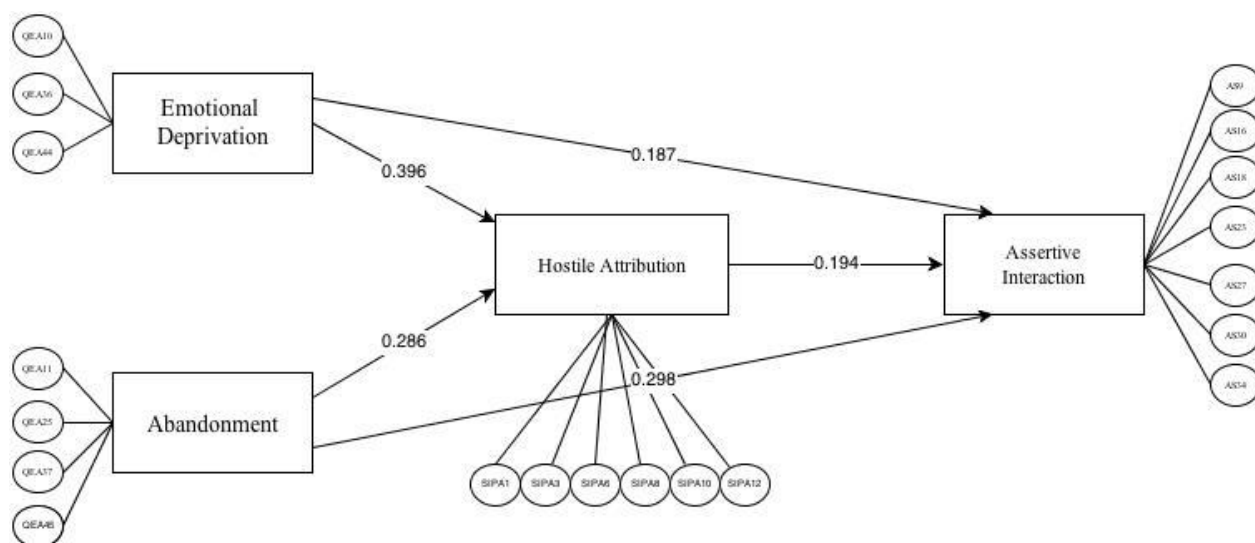 QEA10
QEA36
QEA44
Emotional
Deprivation
0.187
0.396
Hostile Attribution
0.194
Assertive
Interaction
0.286
0.298
QEA11
QEA25
QEA37
QEA46
Abandonment
SIPA1
SIPA3
SIPA6
SIPA8
SIPA10
SIPA12
AS9
AS16
AS18
AS23
AS27
AS30
AS34